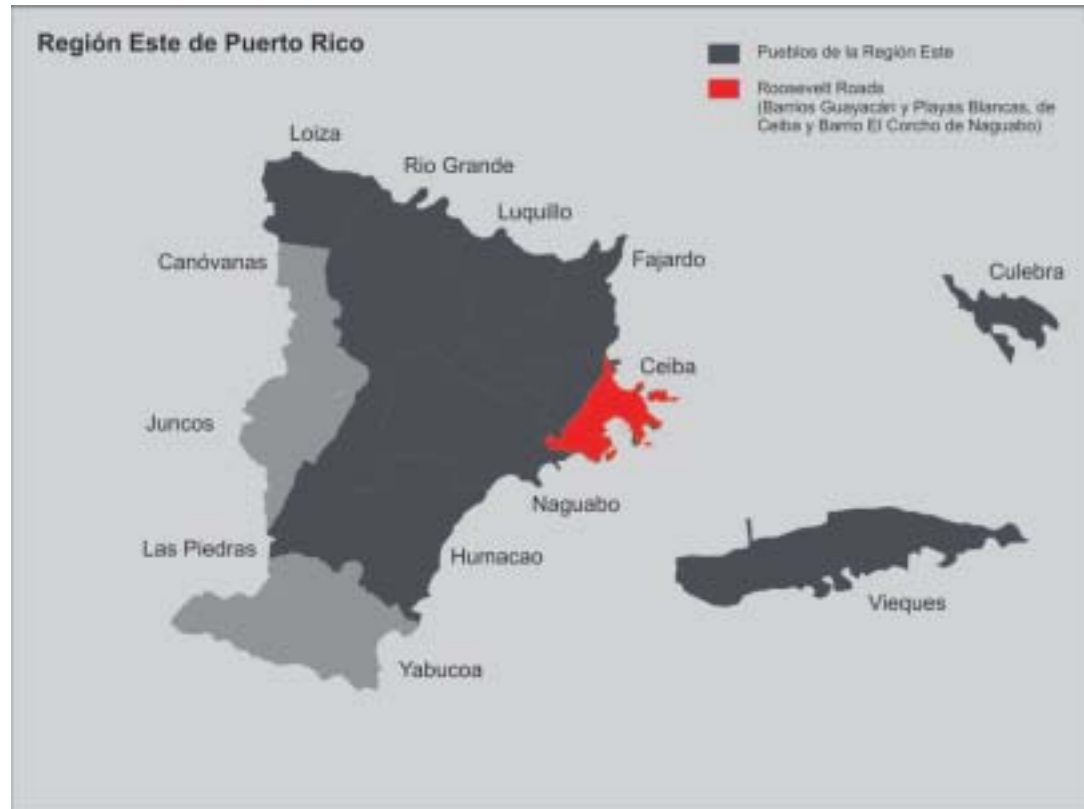 Región Este de Puerto Rico
Pueblos de la Región Este
Roosevelt Roads
(Barrios Guayacán y Playas Blancas, de
Ceiba y Barrio El Corcho de Naguabo)
Loiza
Rio Grande
Luquillo
Canóvanas
Fajardo
Culebra
Ceiba
Juncos
Naguabo
Las Piedras
Humacao
Vieques
Yabucoa